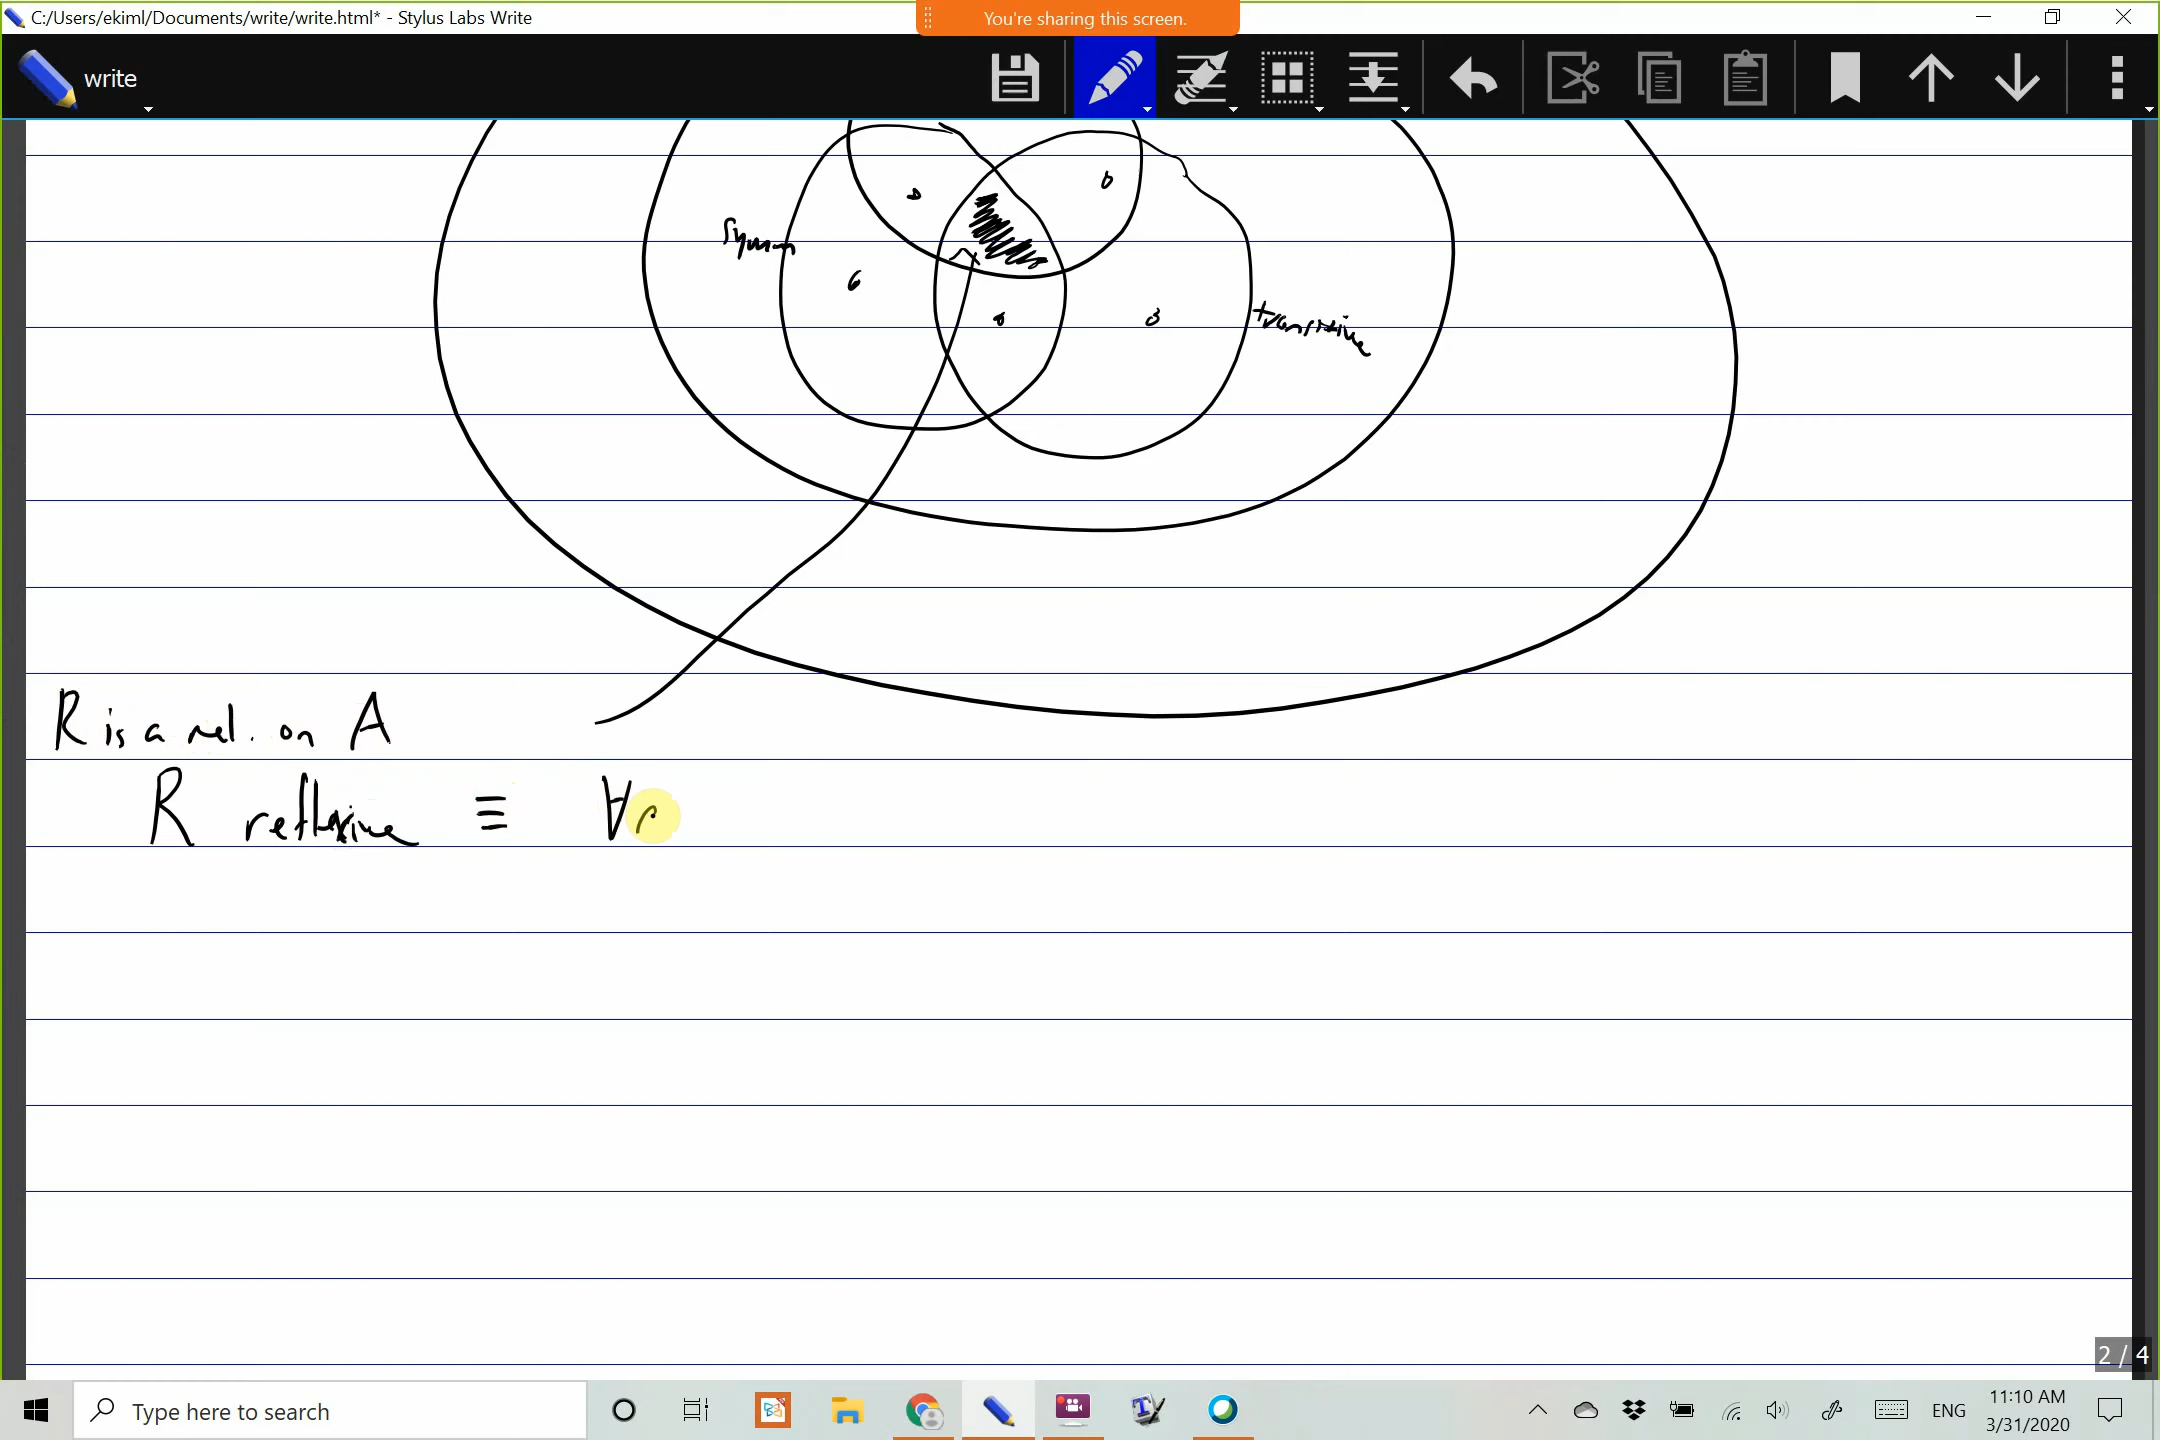 C:/Users/ekiml/Documents/write/write.html* - Stylus Labs Write
You're sharing this screen.
write
Symm
transitive
R is a rel. on A
R reflexive ≡ ∀
2 / 4
Type here to search
ENG
11:10 AM
3/31/2020